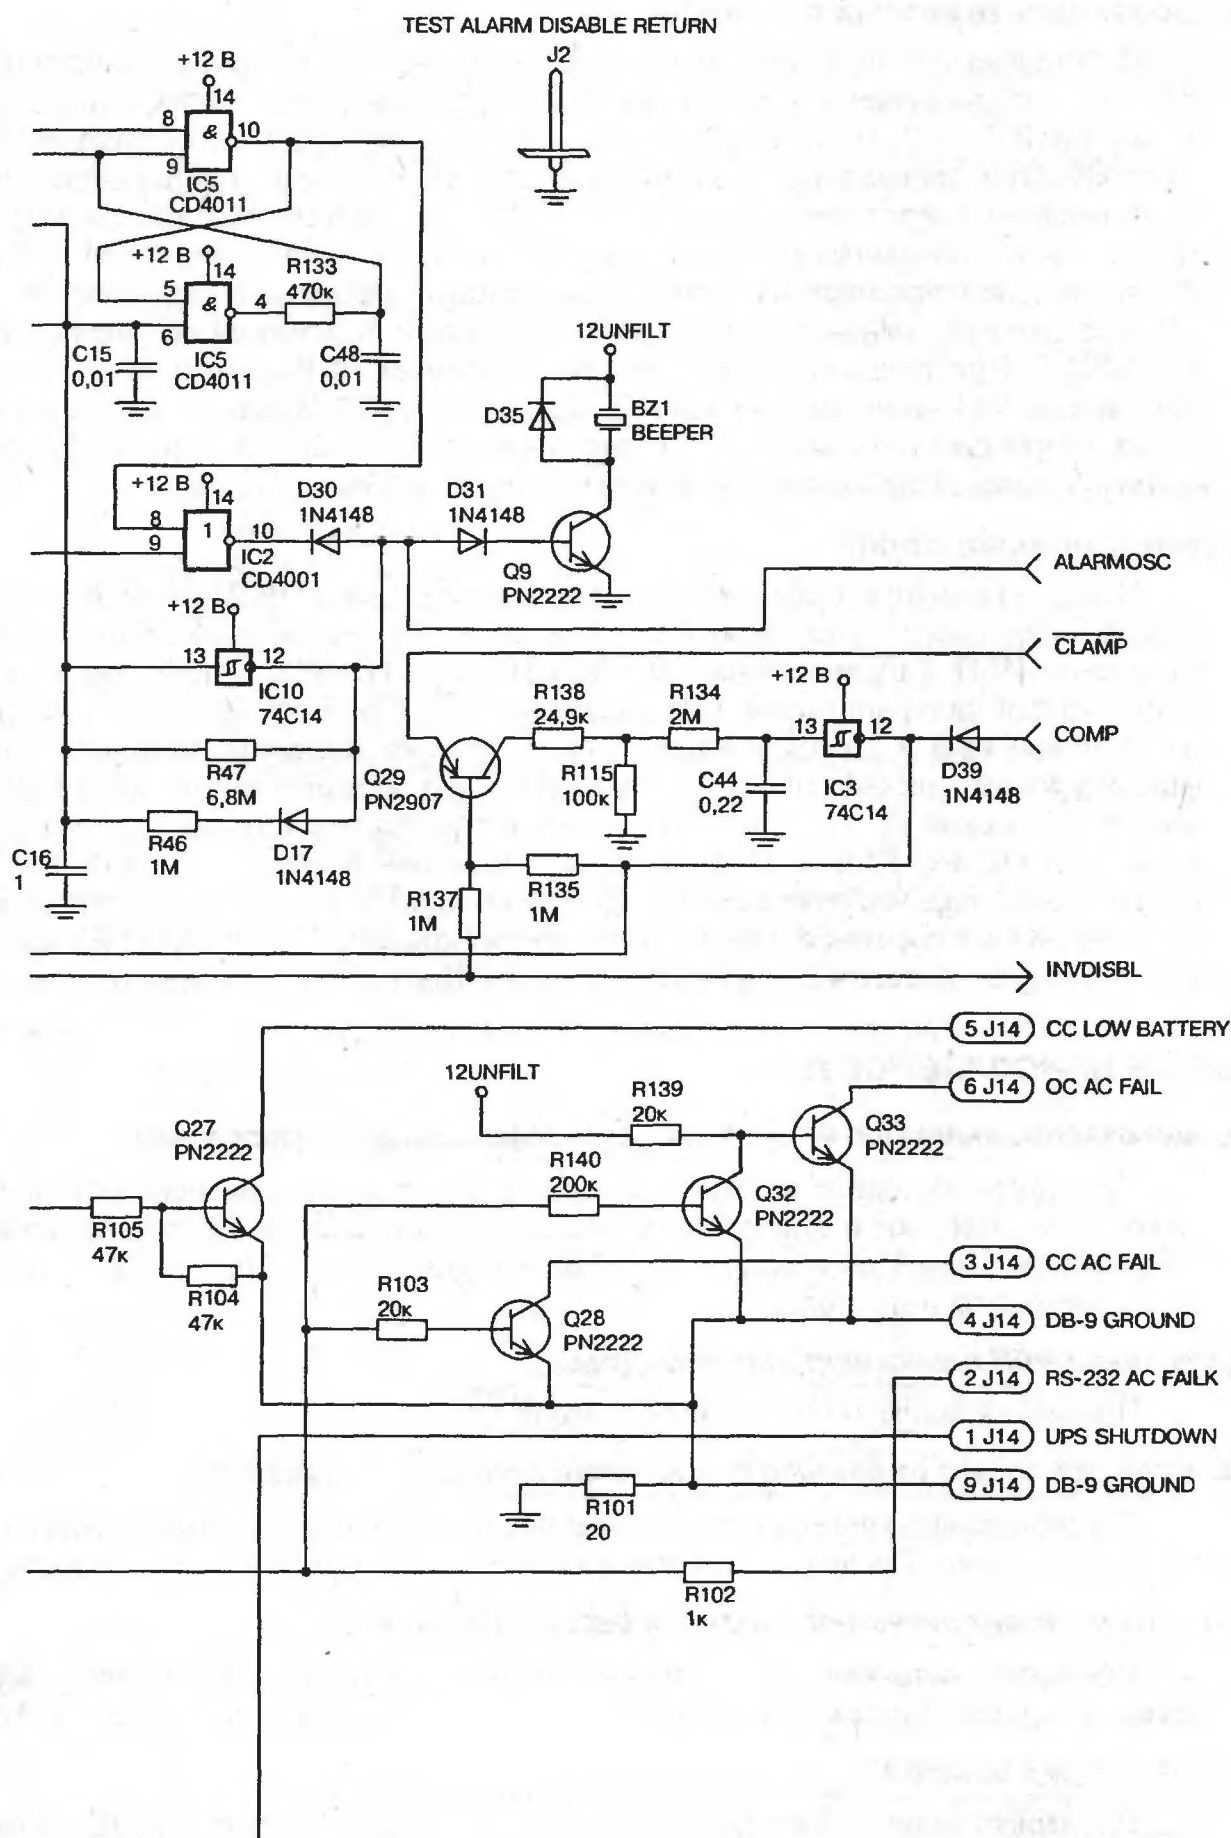 TEST ALARM DISABLE RETURN
J2
+12 В
14
8
&
10
9
IC5
CD4011
+12 В
14
R133
470к
5
&
4
6
IC5
CD4011
C15
0,01
C48
0,01
12UNFILT
D35
BZ1
BEEPER
+12 В
14
D30
1N4148
D31
1N4148
8
1
10
9
IC2
CD4001
Q9
PN2222
ALARMOSC
+12 В
CLAMP
13
12
IC10
74C14
R138
24,9к
R134
2М
+12 В
13
12
COMP
R47
6,8М
Q29
PN2907
R115
100к
C44
0,22
IC3
74C14
D39
1N4148
R46
1М
D17
1N4148
C16
1
R137
1М
R135
1М
INVDISBL
5 J14 CC LOW BATTERY
12UNFILT
R139
20к
6 J14 OC AC FAIL
Q27
PN2222
Q33
PN2222
R140
200к
Q32
PN2222
R105
47к
R104
47к
R103
20к
Q28
PN2222
3 J14 CC AC FAIL
4 J14 DB-9 GROUND
2 J14 RS-232 AC FAILK
1 J14 UPS SHUTDOWN
R101
20
9 J14 DB-9 GROUND
R102
1к